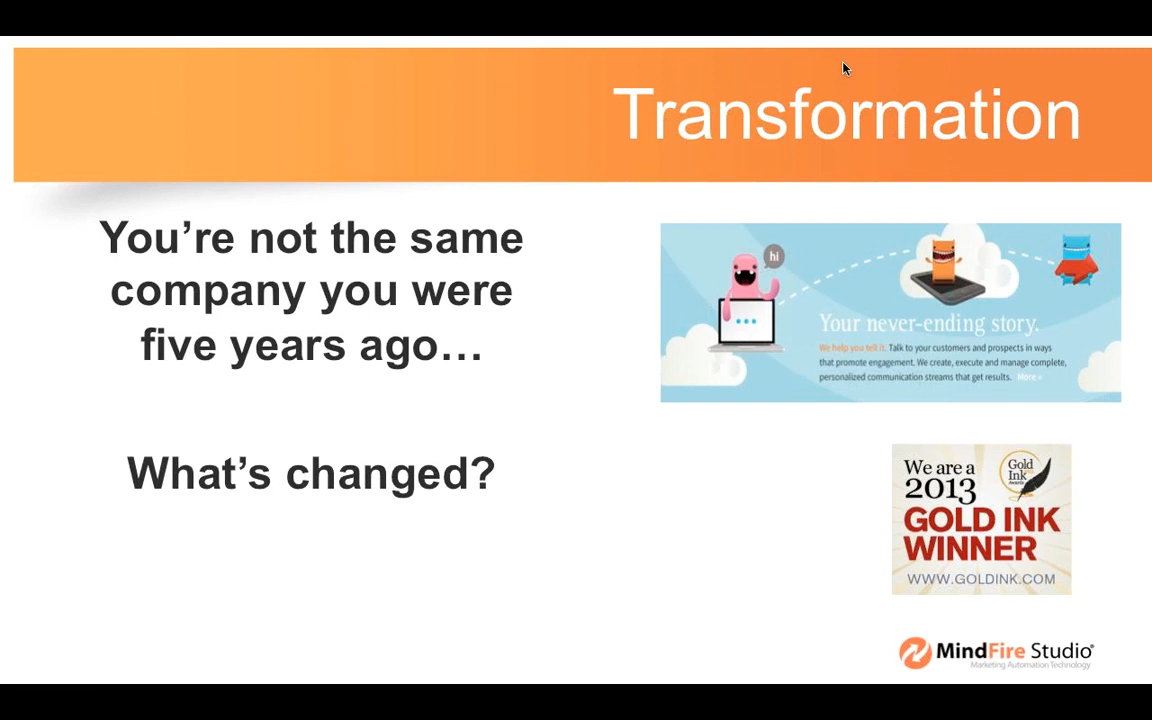 Transformation
You’re not the same
company you were
five years ago…
What’s changed?
hi
Your never-ending story.
We help you tell it. Talk to your customers and prospects in ways
that promote engagement. We create, execute and manage complete,
personalized communication streams that get results. More »
We are a
2013
Gold
Ink
Awards
GOLD INK
WINNER
WWW.GOLDINK.COM
MindFire Studio®
Marketing Automation Technology